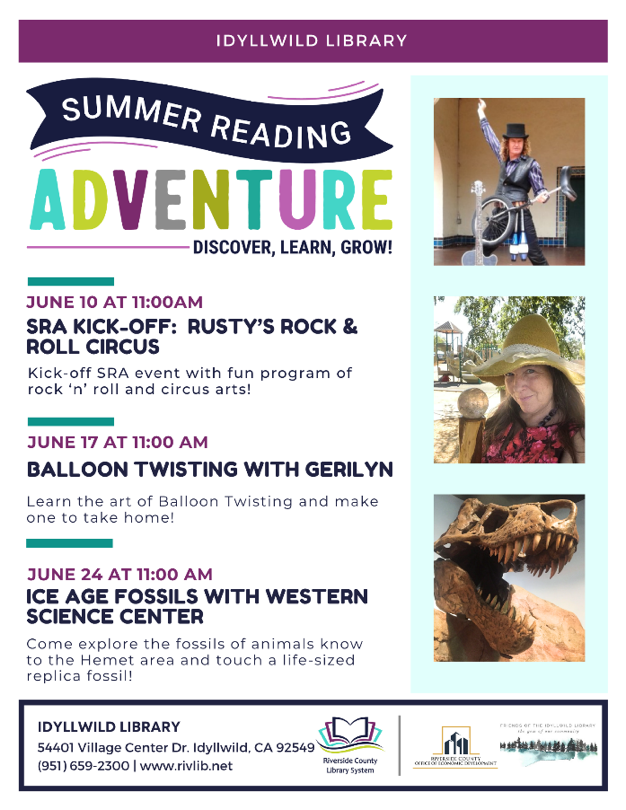 IDYLLWILD LIBRARY
SUMMER READING
ADVENTURE
DISCOVER, LEARN, GROW!
JUNE 10 AT 11:00AM
SRA KICK-OFF: RUSTY'S ROCK &
ROLL CIRCUS
Kick-off SRA event with fun program of
rock 'n' roll and circus arts!
JUNE 17 AT 11:00 AM
BALLOON TWISTING WITH GERILYN
Learn the art of Balloon Twisting and make
one to take home!
JUNE 24 AT 11:00 AM
ICE AGE FOSSILS WITH WESTERN
SCIENCE CENTER
Come explore the fossils of animals know
to the Hemet area and touch a life-sized
replica fossil!
IDYLLWILD LIBRARY
54401 Village Center Dr. Idyllwild, CA 92549
(951) 659-2300 | www.rivlib.net
Riverside County
Library System
RIVERSIDE COUNTY
OFFICE OF ECONOMIC DEVELOPMENT
FRIENDS OF THE IDYLLWILD LIBRARY
the gem of our community